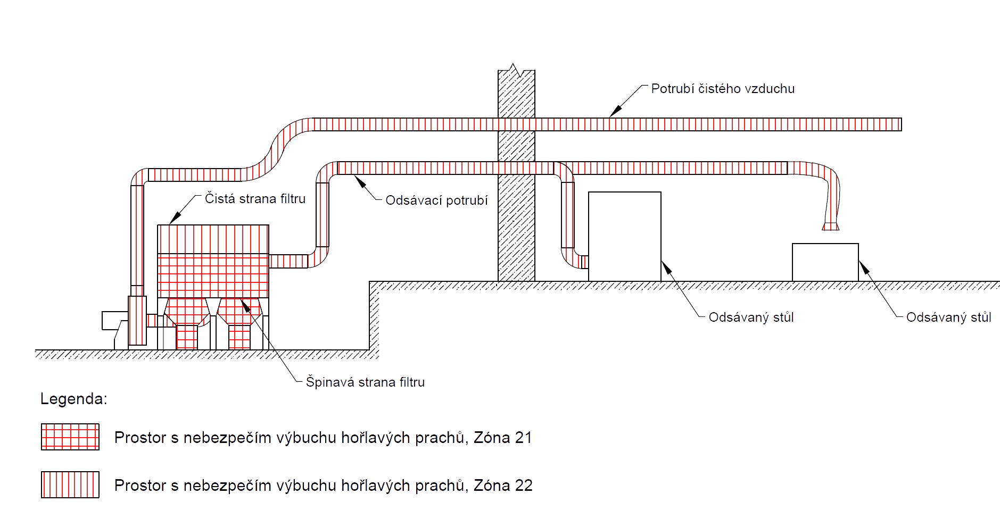 Potrubí čistého vzduchu
Čistá strana filtru
Odsávací potrubí
Odsávaný stůl
Odsávaný stůl
Špinavá strana filtru
Legenda:
Prostor s nebezpečím výbuchu hořlavých prachů, Zóna 21
Prostor s nebezpečím výbuchu hořlavých prachů, Zóna 22